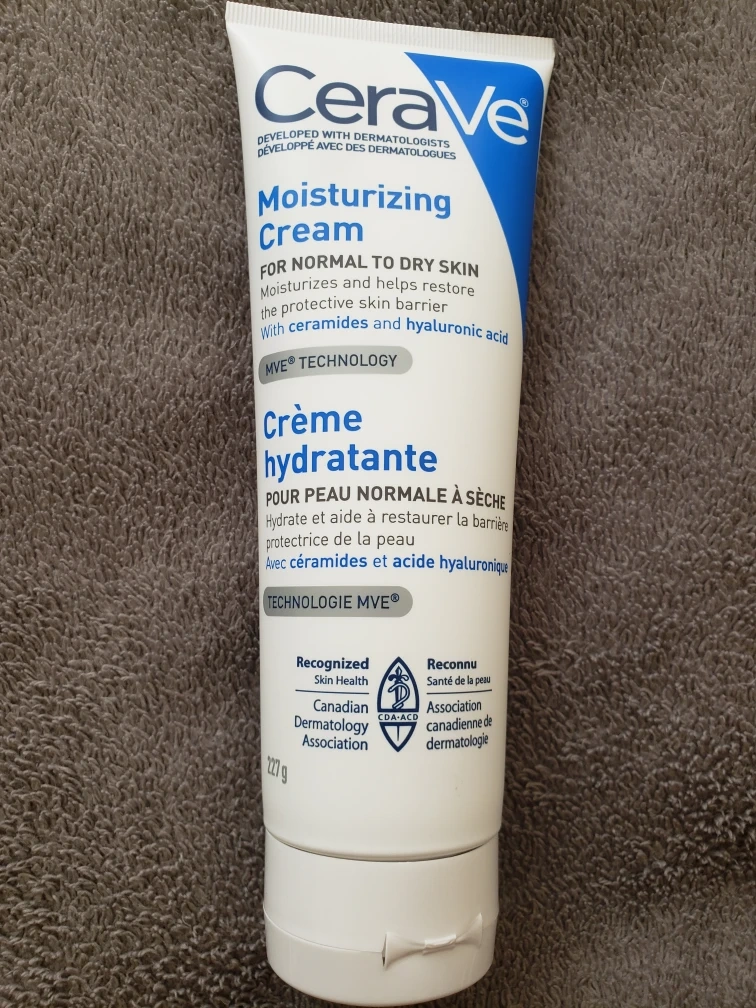 CeraVe®
DEVELOPED WITH DERMATOLOGISTS
DÉVELOPPÉ AVEC DES DERMATOLOGUES
Moisturizing
Cream
FOR NORMAL TO DRY SKIN
Moisturizes and helps restore
the protective skin barrier
With ceramides and hyaluronic acid
MVE® TECHNOLOGY
Crème
hydratante
POUR PEAU NORMALE À SÈCHE
Hydrate et aide à restaurer la barrière
protectrice de la peau
Avec céramides et acide hyaluronique
TECHNOLOGIE MVE®
Recognized
Skin Health
Canadian
Dermatology
Association
CDA•ACD
Reconnu
Santé de la peau
Association
canadienne de
dermatologie
227 g